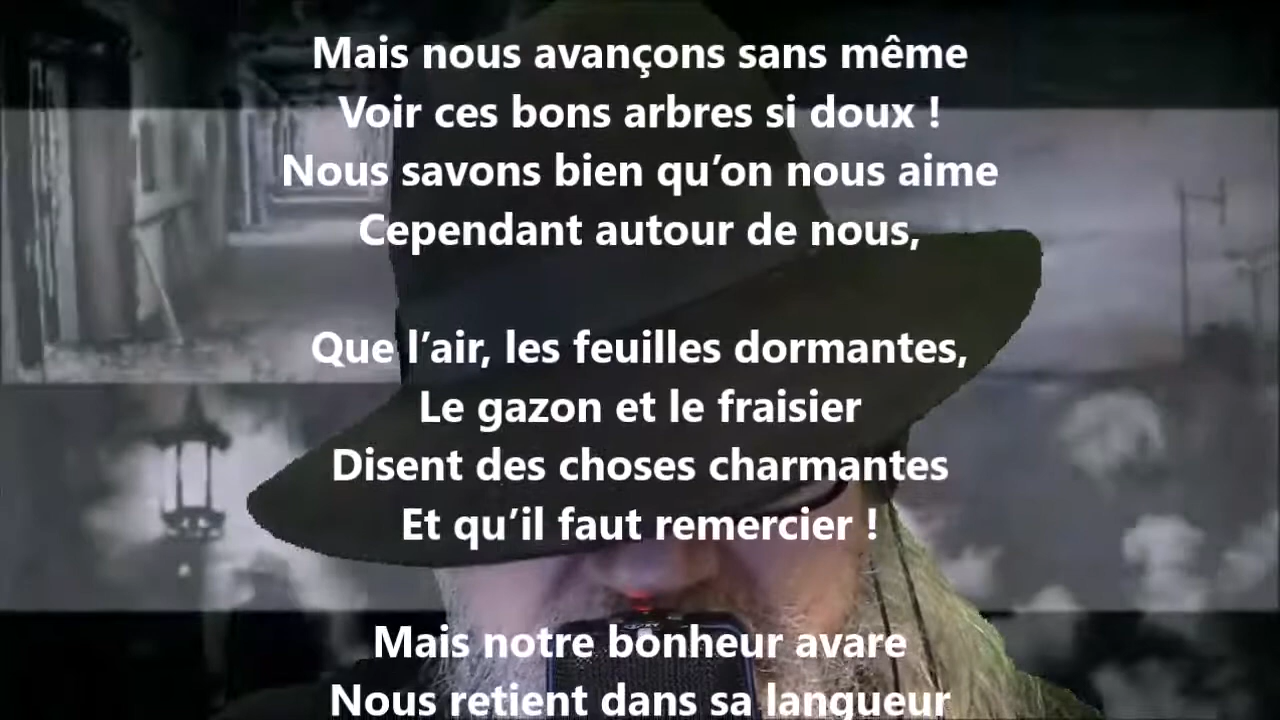 Mais nous avançons sans même
Voir ces bons arbres si doux !
Nous savons bien qu’on nous aime
Cependant autour de nous,
Que l’air, les feuilles dormantes,
Le gazon et le fraisier
Disent des choses charmantes
Et qu’il faut remercier !
Mais notre bonheur avare
Nous retient dans sa langueur